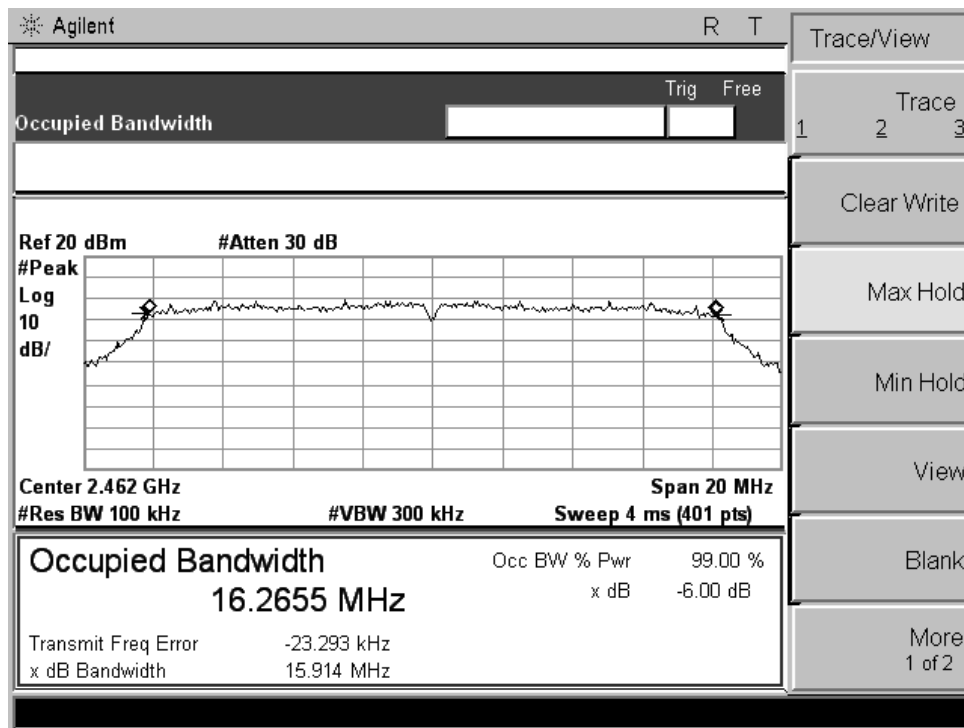 Agilent R T
Trace/View
Trig Free
Occupied Bandwidth
Trace
1 2 3
Clear Write
Ref 20 dBm #Atten 30 dB
#Peak
Log
10
dB/
Max Hold
Min Hold
View
Center 2.462 GHz Span 20 MHz
#Res BW 100 kHz #VBW 300 kHz Sweep 4 ms (401 pts)
Occupied Bandwidth
16.2655 MHz
Occ BW % Pwr 99.00 %
x dB -6.00 dB
Transmit Freq Error -23.293 kHz
x dB Bandwidth 15.914 MHz
Blank
More
1 of 2